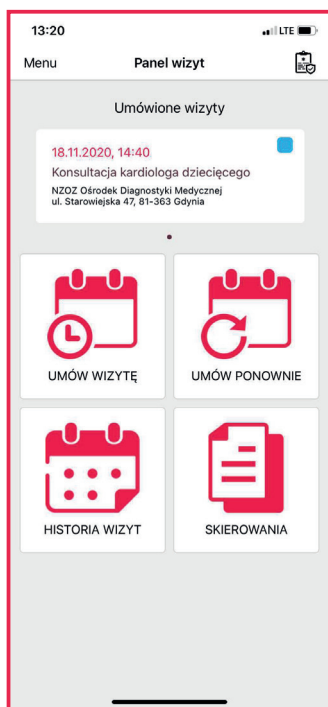 13:20
LTE
Menu
Panel wizyt
Umówione wizyty
18.11.2020, 14:40
Konsultacja kardiologa dziecięcego
NZOZ Ośrodek Diagnostyki Medycznej
ul. Starowiejska 47, 81-363 Gdynia
UMÓW WIZYTĘ
UMÓW PONOWNIE
HISTORIA WIZYT
SKIEROWANIA